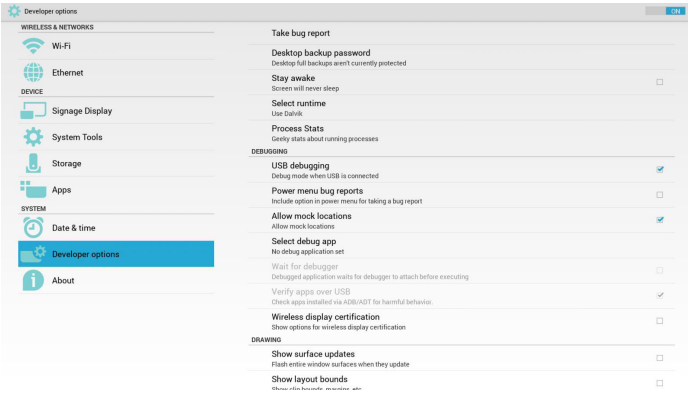 Developer options
ON
WIRELESS & NETWORKS
Wi-Fi
Ethernet
DEVICE
Signage Display
System Tools
Storage
Apps
SYSTEM
Date & time
Developer options
About
Take bug report
Desktop backup password
Desktop full backups aren't currently protected
Stay awake
Screen will never sleep
Select runtime
Use Dalvik
Process Stats
Geeky stats about running processes
DEBUGGING
USB debugging
Debug mode when USB is connected
Power menu bug reports
Include option in power menu for taking a bug report
Allow mock locations
Allow mock locations
Select debug app
No debug application set
Wait for debugger
Debugged application waits for debugger to attach before executing
Verify apps over USB
Check apps installed via ADB/ADT for harmful behavior.
Wireless display certification
Show options for wireless display certification
DRAWING
Show surface updates
Flash entire window surfaces when they update
Show layout bounds
Show clip bounds, margins, etc.